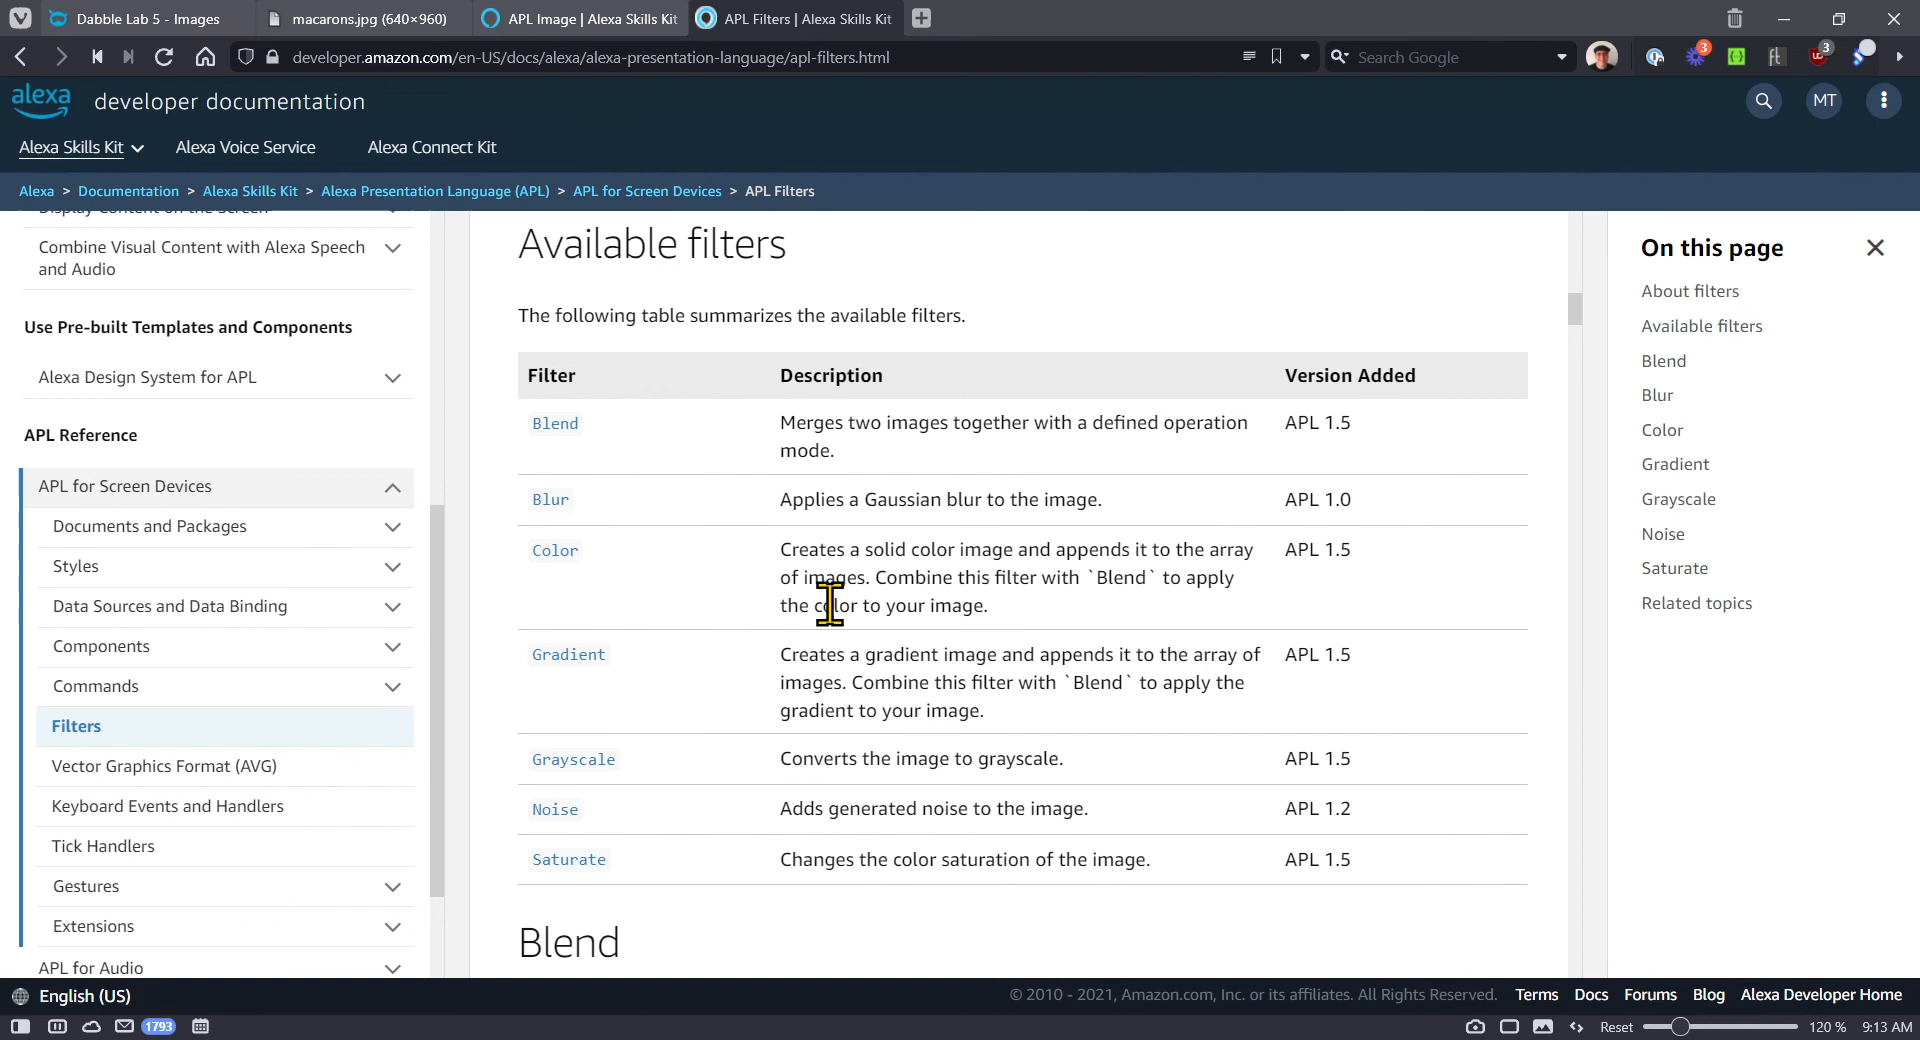 Dabble Lab 5 - Images
macarons.jpg (640×960)
APL Image | Alexa Skills Kit
APL Filters | Alexa Skills Kit
developer.amazon.com/en-US/docs/alexa/alexa-presentation-language/apl-filters.html
Search Google
3
3
alexa
developer documentation
MT
Alexa Skills Kit
Alexa Voice Service
Alexa Connect Kit
Alexa > Documentation > Alexa Skills Kit > Alexa Presentation Language (APL) > APL for Screen Devices > APL Filters
Display Content on the Screen
Combine Visual Content with Alexa Speech
and Audio
Use Pre-built Templates and Components
Alexa Design System for APL
APL Reference
APL for Screen Devices
Documents and Packages
Styles
Data Sources and Data Binding
Components
Commands
Filters
Vector Graphics Format (AVG)
Keyboard Events and Handlers
Tick Handlers
Gestures
Extensions
APL for Audio
Available filters
The following table summarizes the available filters.
Filter Description Version Added
Blend Merges two images together with a defined operation APL 1.5
mode.
Blur Applies a Gaussian blur to the image. APL 1.0
Color Creates a solid color image and appends it to the array APL 1.5
of images. Combine this filter with `Blend` to apply
the color to your image.
Gradient Creates a gradient image and appends it to the array of APL 1.5
images. Combine this filter with `Blend` to apply the
gradient to your image.
Grayscale Converts the image to grayscale. APL 1.5
Noise Adds generated noise to the image. APL 1.2
Saturate Changes the color saturation of the image. APL 1.5
Blend
On this page
About filters
Available filters
Blend
Blur
Color
Gradient
Grayscale
Noise
Saturate
Related topics
English (US)
© 2010 - 2021, Amazon.com, Inc. or its affiliates. All Rights Reserved. Terms Docs Forums Blog Alexa Developer Home
1793
Reset 120 % 9:13 AM